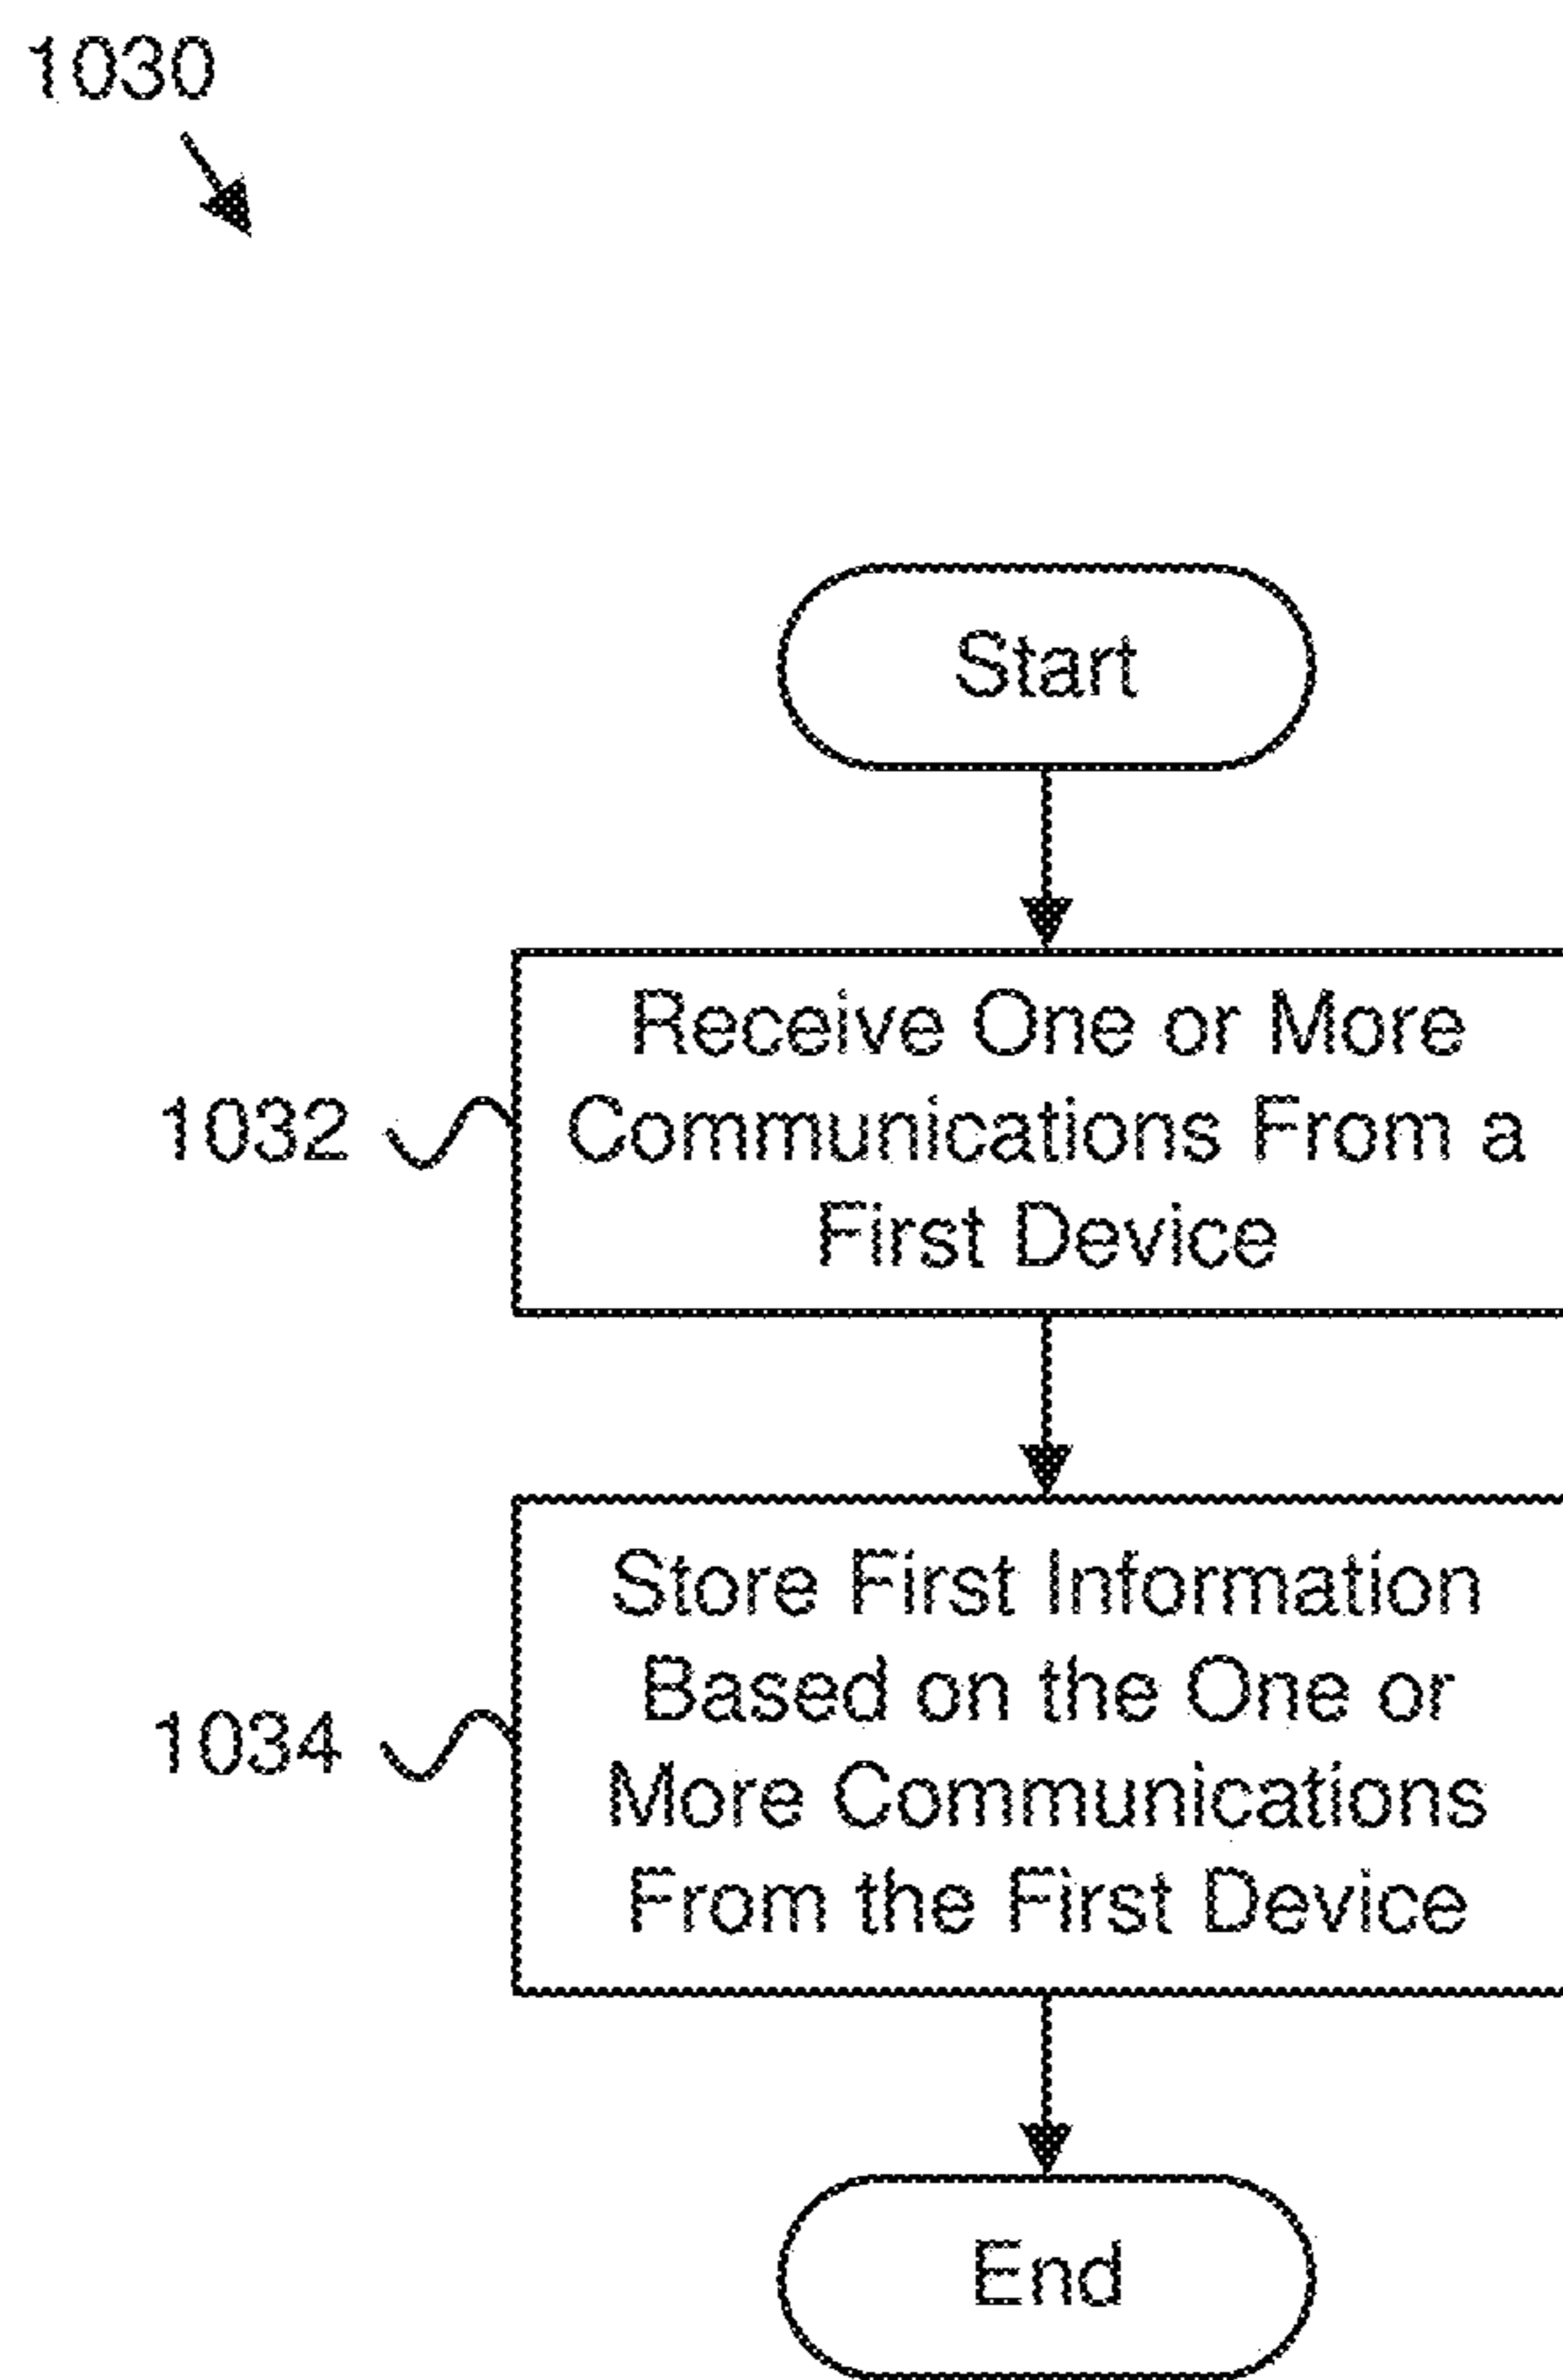 1030
Start
Receive One or More
1032
Communications From a
First Device
Store First Information
Based on the One or
1034
More Communications
From the First Device
End